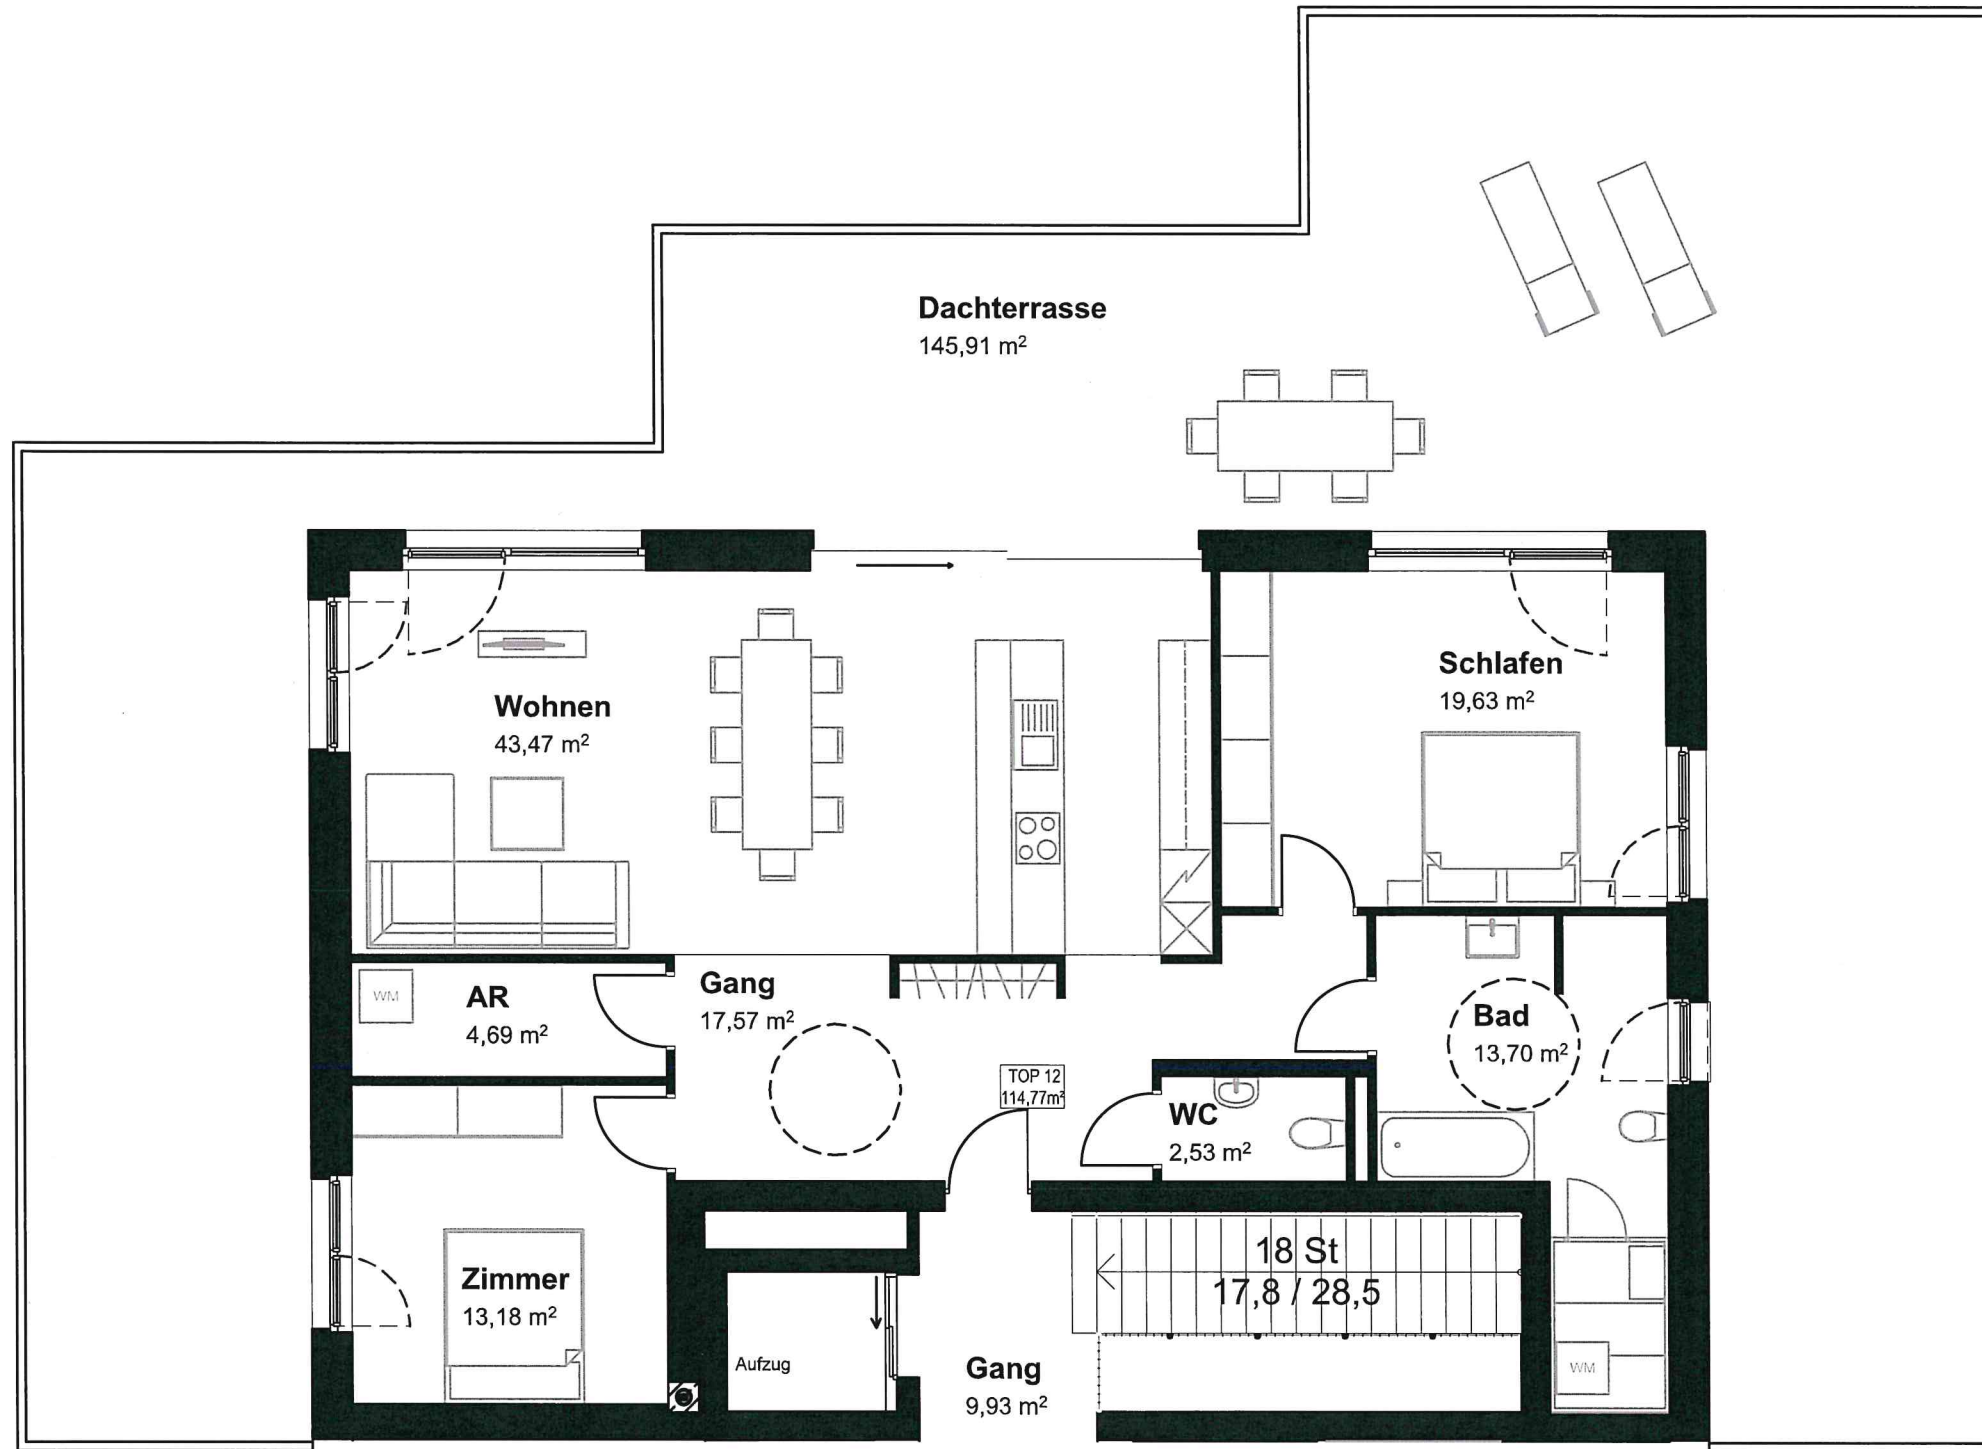 Dachterrasse
145,91 m²
Wohnen
43,47 m²
Schlafen
19,63 m²
WM
AR
4,69 m²
Gang
17,57 m²
Bad
13,70 m²
TOP 12
114,77m²
WC
2,53 m²
Zimmer
13,18 m²
18 St
17,8 / 28,5
Aufzug
Gang
9,93 m²
WM